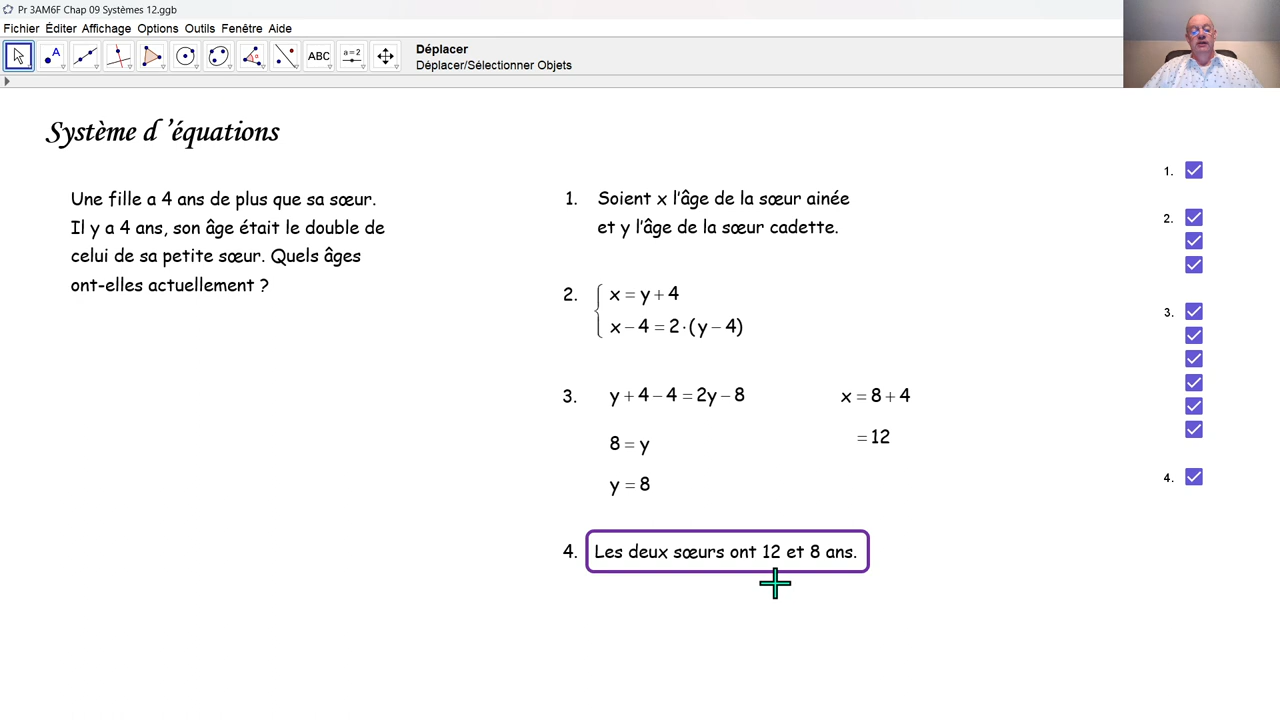 Pr 3AM6F Chap 09 Systèmes 12.ggb
Fichier Éditer Affichage Options Outils Fenêtre Aide
A
ABC
a=2
Déplacer
Déplacer/Sélectionner Objets
Système d 'équations
Une fille a 4 ans de plus que sa sœur.
Il y a 4 ans, son âge était le double de
celui de sa petite sœur. Quels âges
ont-elles actuellement ?
1. Soient x l'âge de la sœur ainée
et y l'âge de la sœur cadette.
2. x = y + 4
x − 4 = 2 · (y − 4)
3. y + 4 − 4 = 2y − 8
8 = y
y = 8
x = 8 + 4
= 12
4. Les deux sœurs ont 12 et 8 ans.
1.
2.
3.
4.